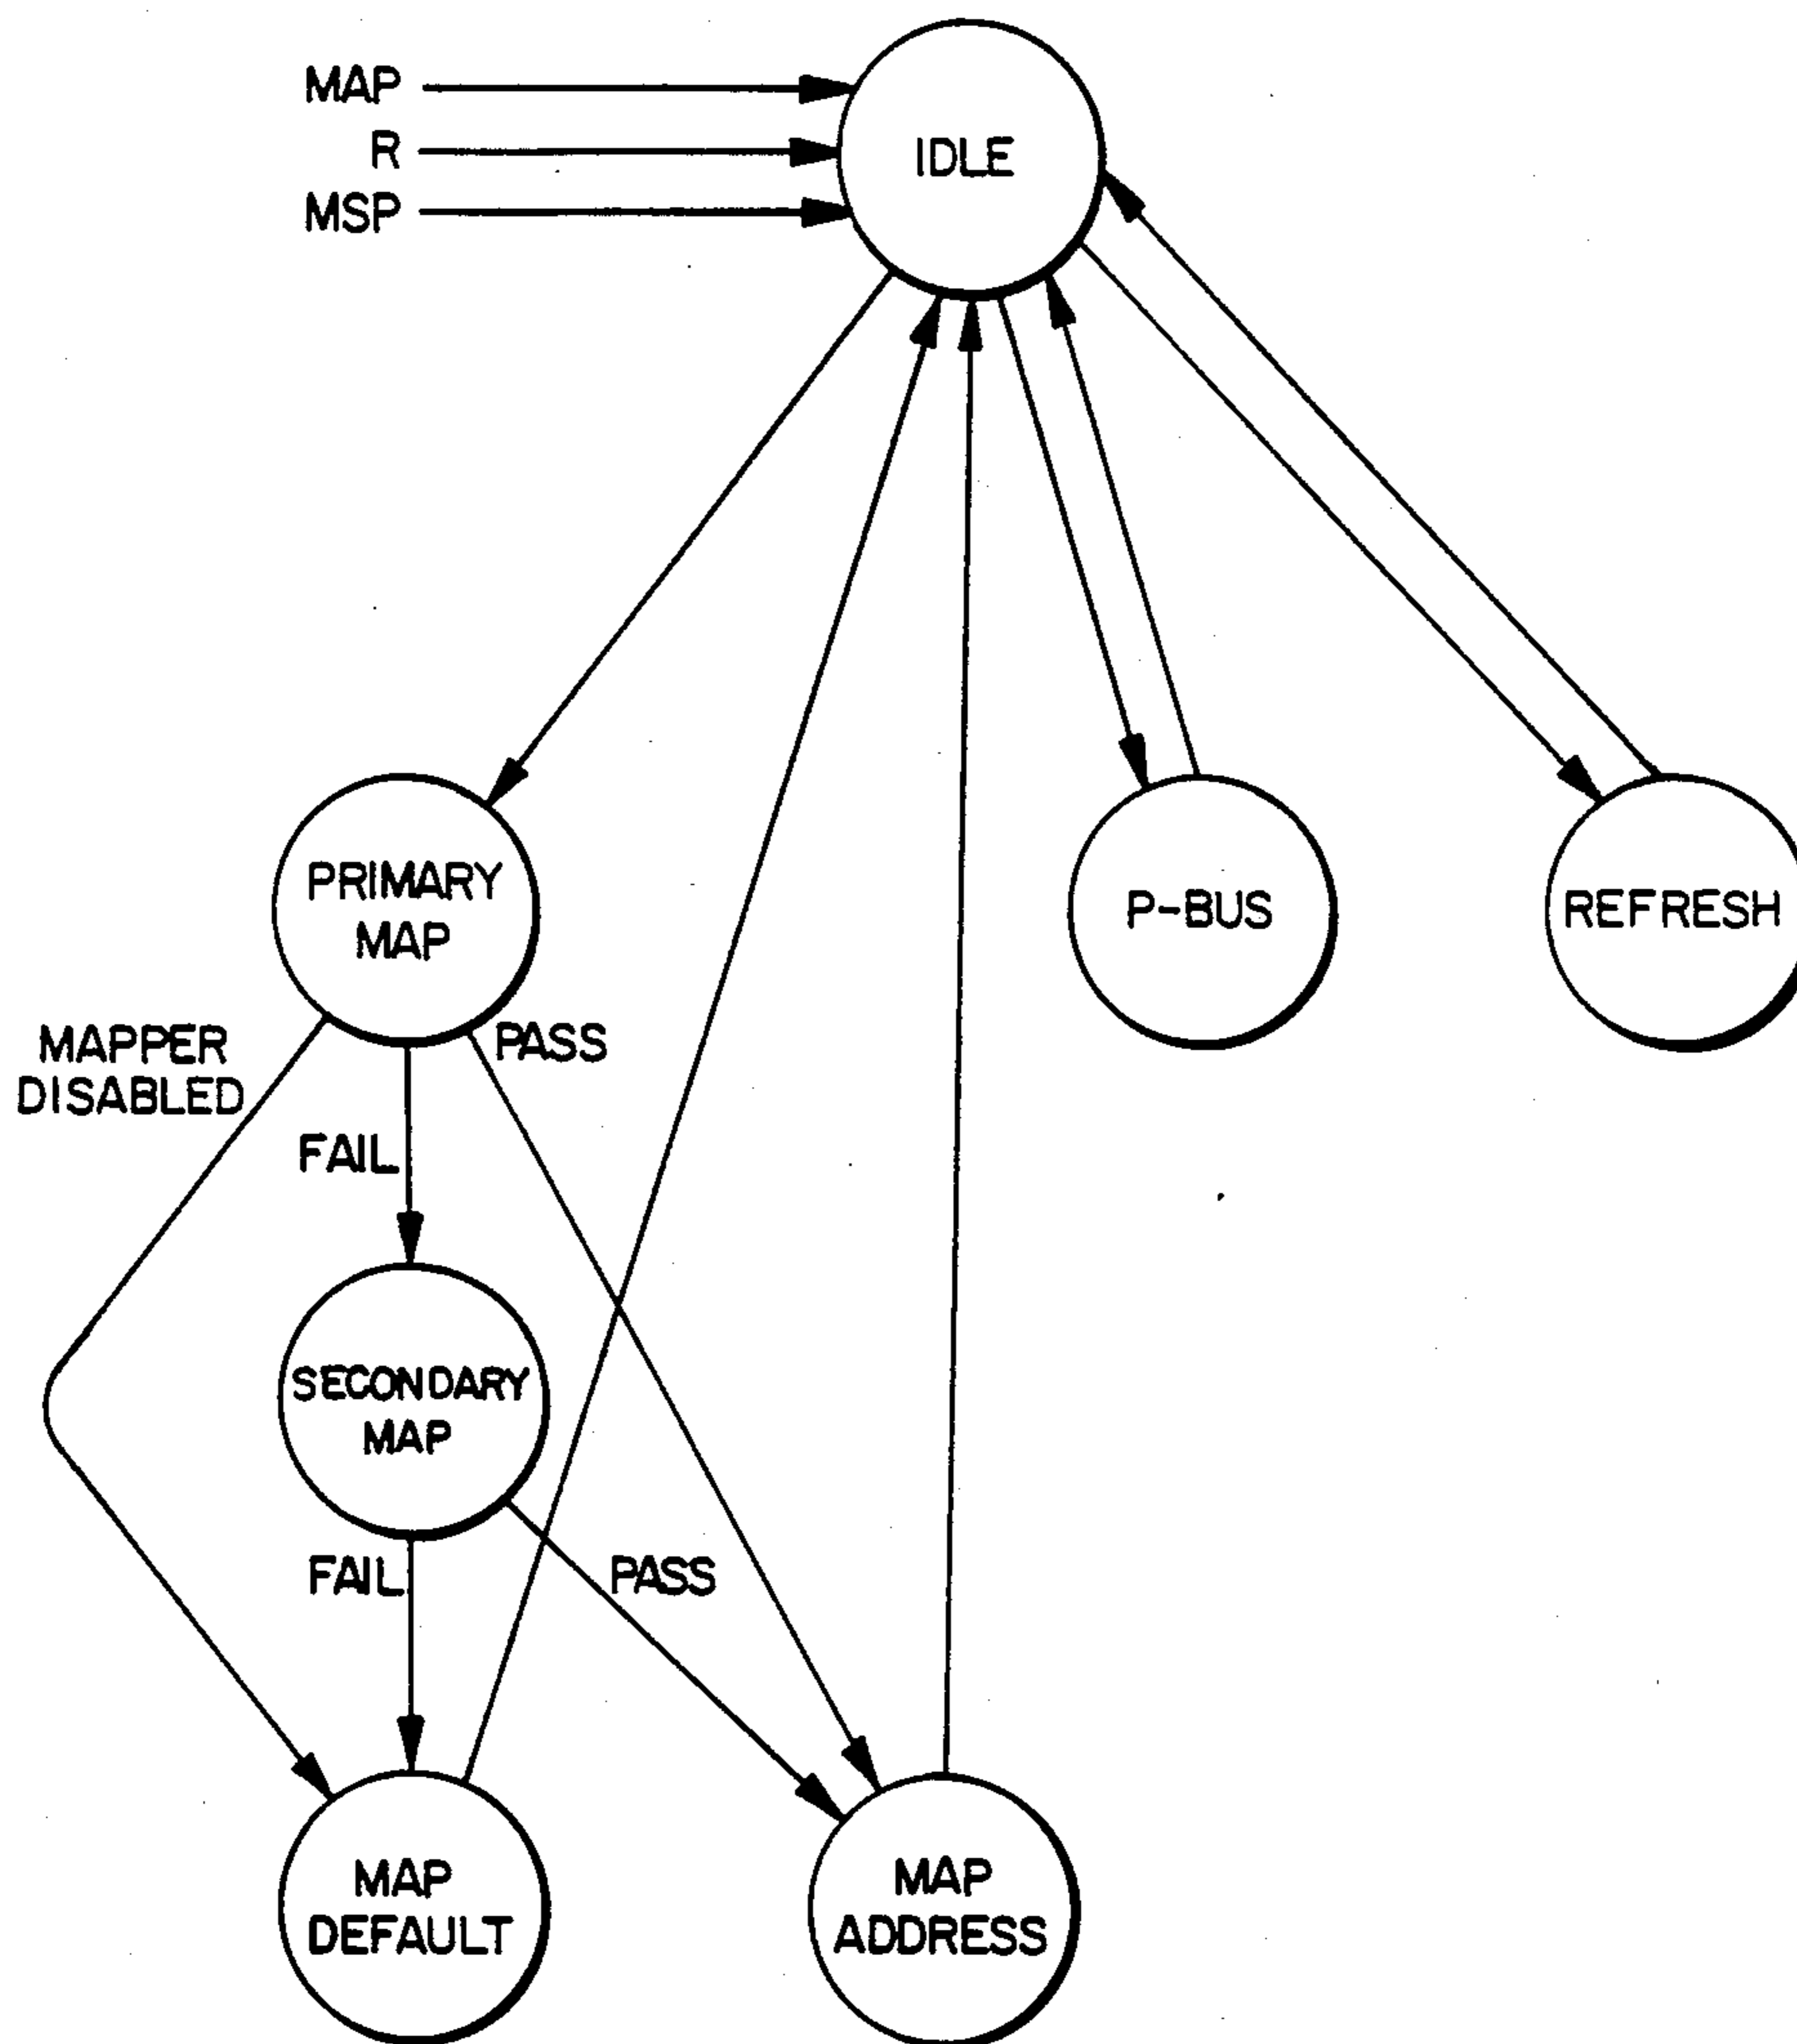 MAP
R
MSP
IDLE
PRIMARY
MAP
P-BUS
REFRESH
MAPPER
DISABLED
PASS
FAIL
SECONDARY
MAP
FAIL
PASS
MAP
DEFAULT
MAP
ADDRESS